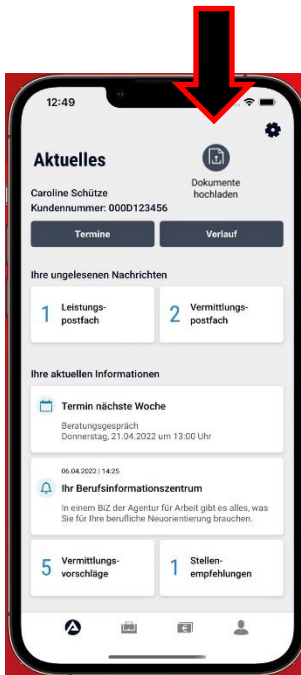 12:49
Aktuelles
Dokumente
hochladen
Caroline Schütze
Kundennummer: 000D123456
Termine
Verlauf
Ihre ungelesenen Nachrichten
1 Leistungs-
postfach
2 Vermittlungs-
postfach
Ihre aktuellen Informationen
Termin nächste Woche
Beratungsgespräch
Donnerstag, 21.04.2022 um 13:00 Uhr
06.04.2022 | 14:25
Ihr Berufsinformationszentrum
In einem BiZ der Agentur für Arbeit gibt es alles, was
Sie für Ihre berufliche Neuorientierung brauchen.
5 Vermittlungs-
vorschläge
1 Stellen-
empfehlungen